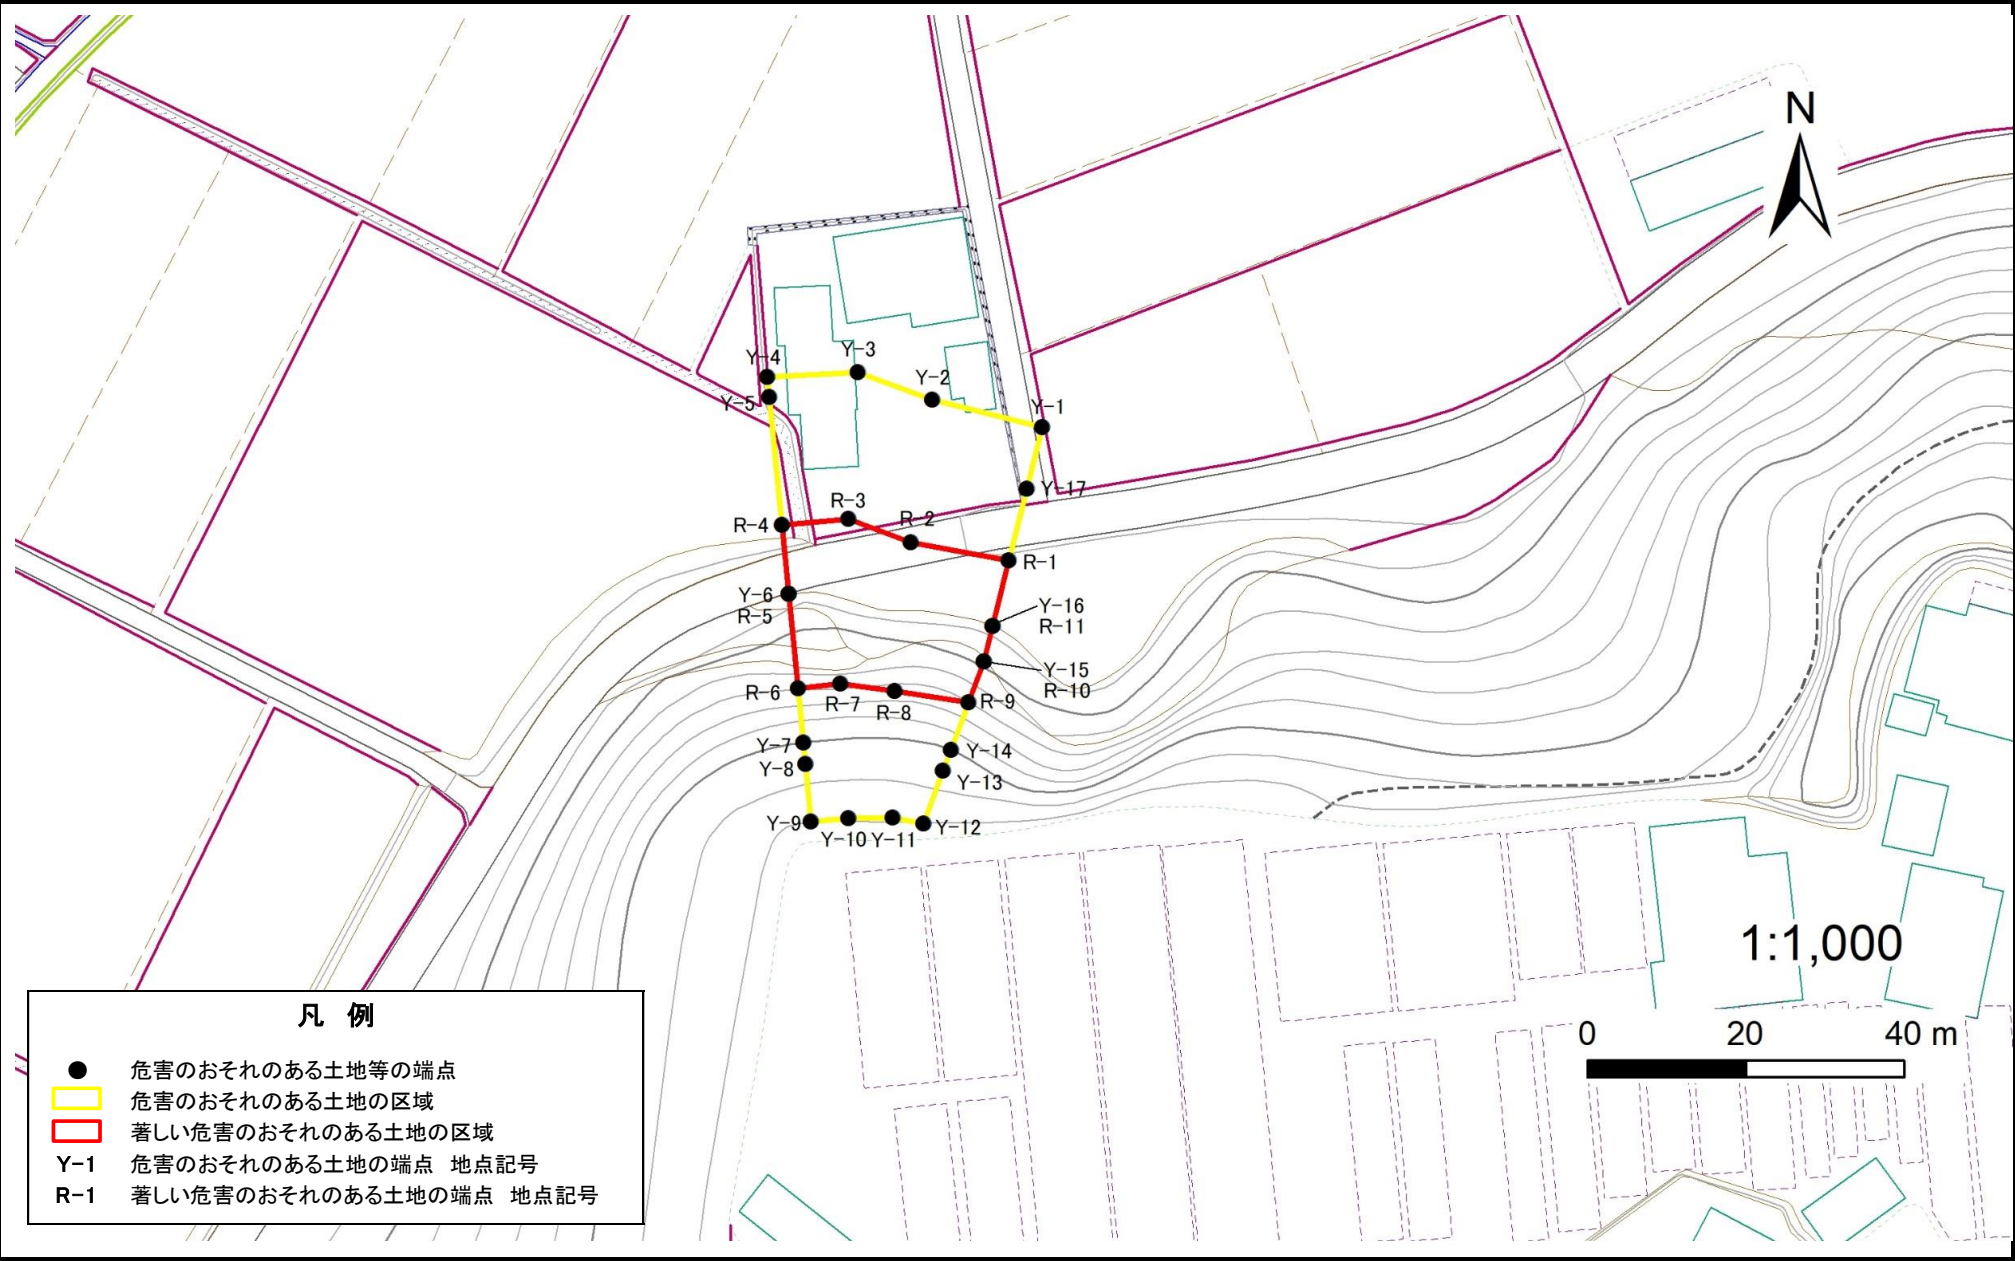 N
Y-4
Y-3
Y-2
Y-5
Y-1
Y-17
R-3
R-4
R-2
R-1
Y-6
R-5
Y-16
R-11
Y-15
R-10
R-6
R-7
R-8
R-9
Y-7
Y-14
Y-8
Y-13
Y-9
Y-10
Y-11
Y-12
1:1,000
0 20 40 m
凡 例
危害のおそれのある土地等の端点
危害のおそれのある土地の区域
著しい危害のおそれのある土地の区域
Y-1 危害のおそれのある土地の端点 地点記号
R-1 著しい危害のおそれのある土地の端点 地点記号